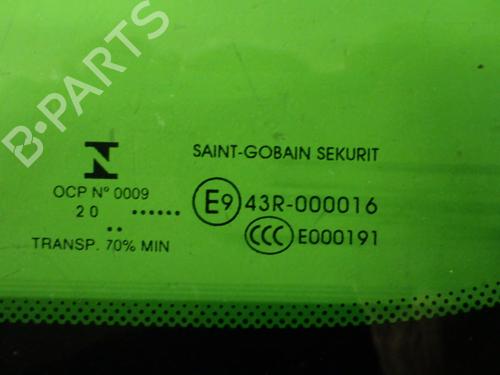 B-PARTS
N
SAINT-GOBAIN SEKURIT
OCP Nº 0009
20 ......
..
TRANSP. 70% MIN
E9 43R-000016
CCC E000191